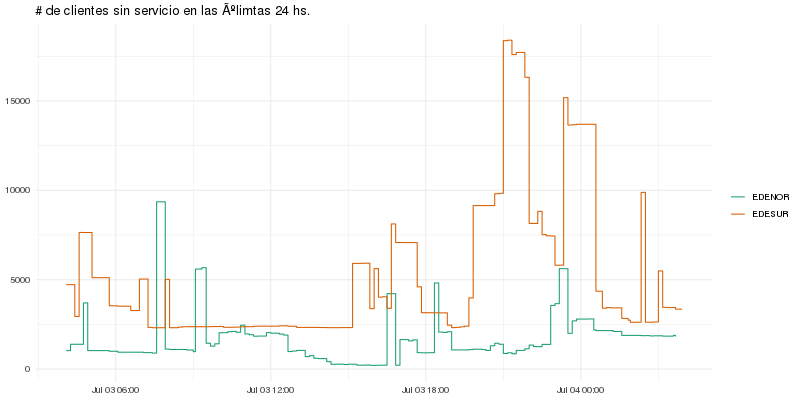 # de clientes sin servicio en las Ãºlimtas 24 hs.
15000
10000
5000
0
Jul 03 06:00
Jul 03 12:00
Jul 03 18:00
Jul 04 00:00
EDENOR
EDESUR